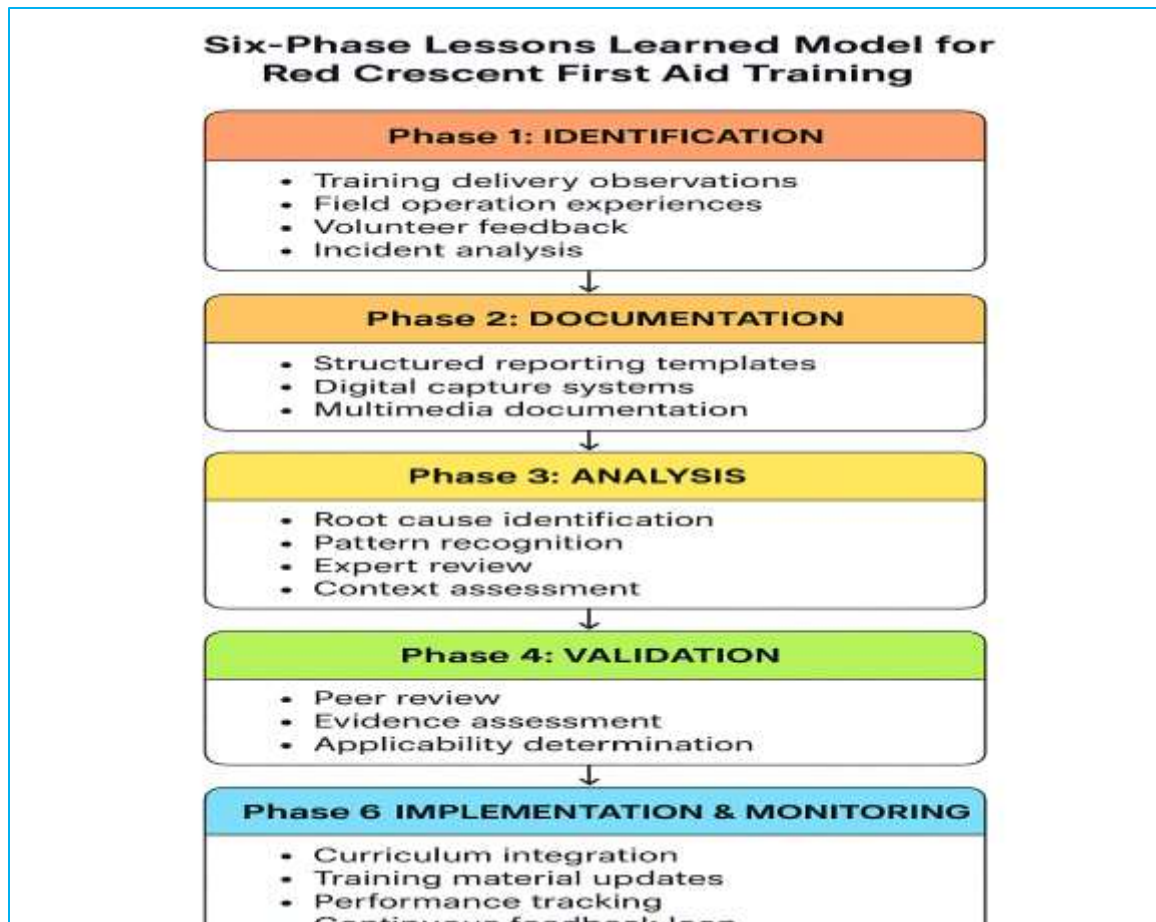 Six-Phase Lessons Learned Model for
Red Crescent First Aid Training
Phase 1: IDENTIFICATION
• Training delivery observations
• Field operation experiences
• Volunteer feedback
• Incident analysis
Phase 2: DOCUMENTATION
• Structured reporting templates
• Digital capture systems
• Multimedia documentation
Phase 3: ANALYSIS
• Root cause identification
• Pattern recognition
• Expert review
• Context assessment
Phase 4: VALIDATION
• Peer review
• Evidence assessment
• Applicability determination
Phase 6 IMPLEMENTATION & MONITORING
• Curriculum integration
• Training material updates
• Performance tracking
Continuous feedback loop